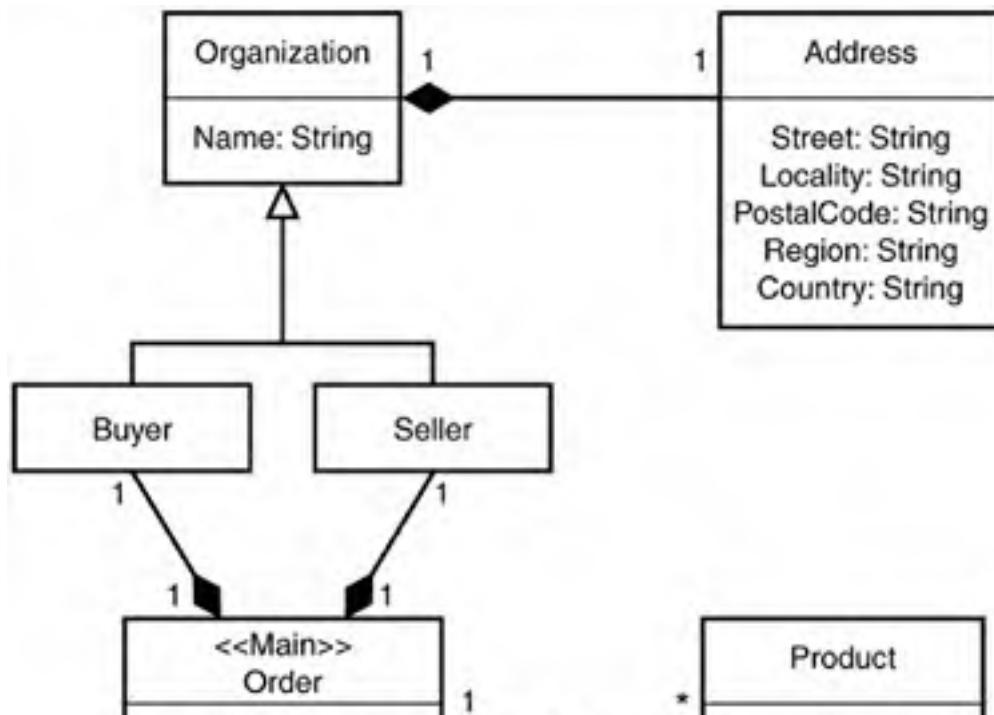 Organization
1
1
Address
Name: String
Street: String
Locality: String
PostalCode: String
Region: String
Country: String
Buyer
Seller
1
1
1
1
<<Main>>
Order
Product
1
*